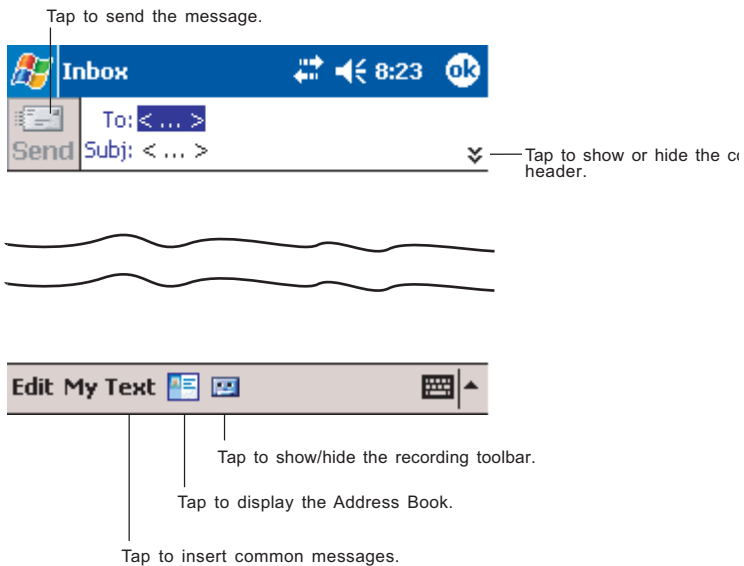 Tap to send the message.
Inbox 8:23 ok
To: < ... >
Send Subj: < ... >
Tap to show or hide the
header.
Edit My Text
Tap to show/hide the recording toolbar.
Tap to display the Address Book.
Tap to insert common messages.